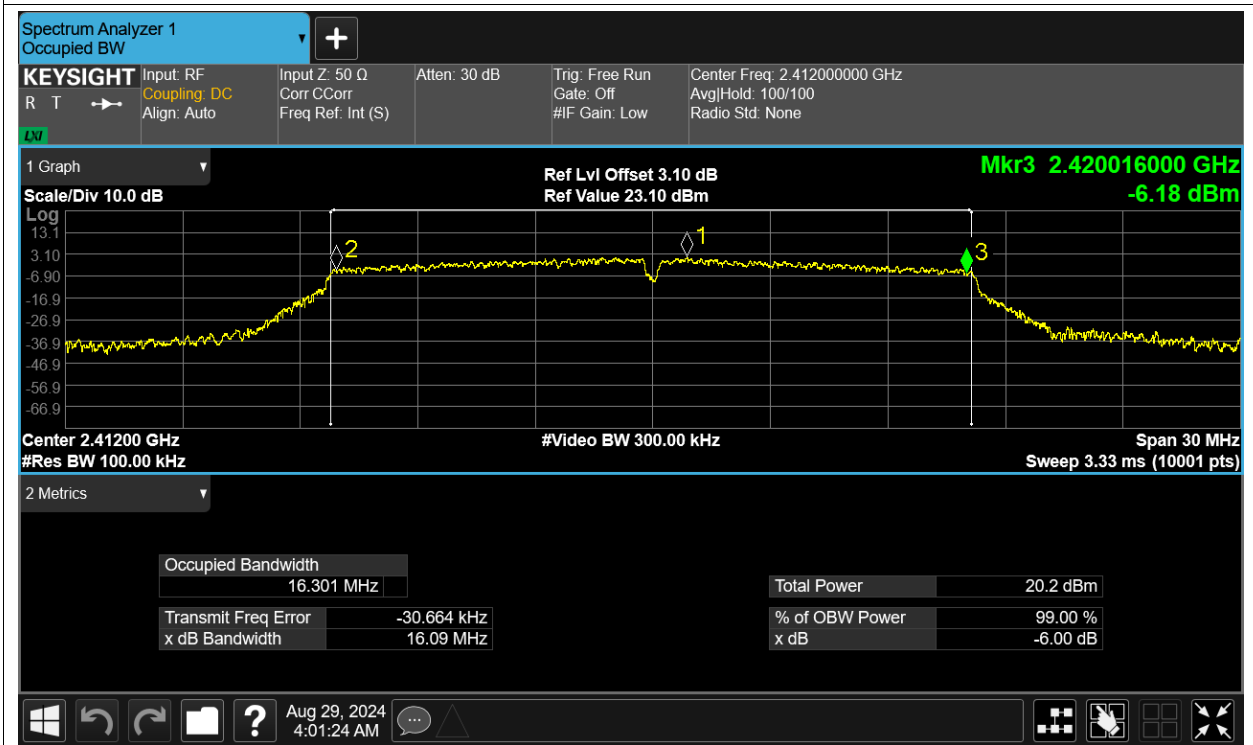 Spectrum Analyzer 1
Occupied BW
KEYSIGHT
R T
LXI
Input: RF
Coupling: DC
Align: Auto
Input Z: 50 Ω
Corr CCorr
Freq Ref: Int (S)
Atten: 30 dB
Trig: Free Run
Gate: Off
#IF Gain: Low
Center Freq: 2.412000000 GHz
Avg|Hold: 100/100
Radio Std: None
1 Graph
Scale/Div 10.0 dB
Ref Lvl Offset 3.10 dB
Ref Value 23.10 dBm
Mkr3 2.420016000 GHz
-6.18 dBm
Log
13.1
3.10
-6.90
-16.9
-26.9
-36.9
-46.9
-56.9
-66.9
2
1
3
Center 2.41200 GHz
#Res BW 100.00 kHz
#Video BW 300.00 kHz
Span 30 MHz
Sweep 3.33 ms (10001 pts)
2 Metrics
Occupied Bandwidth
16.301 MHz
Transmit Freq Error -30.664 kHz
x dB Bandwidth 16.09 MHz
Total Power 20.2 dBm
% of OBW Power 99.00 %
x dB -6.00 dB
?
Aug 29, 2024
4:01:24 AM